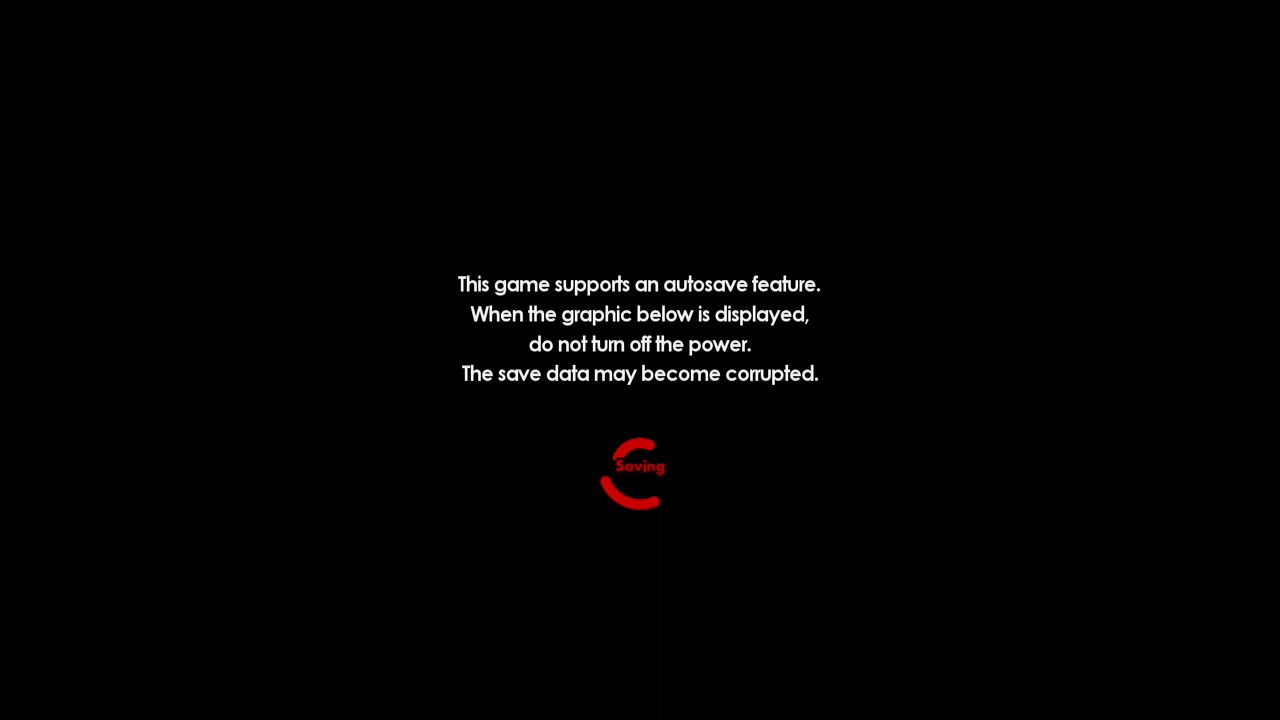 This game supports an autosave feature.
When the graphic below is displayed,
do not turn off the power.
The save data may become corrupted.
Saving